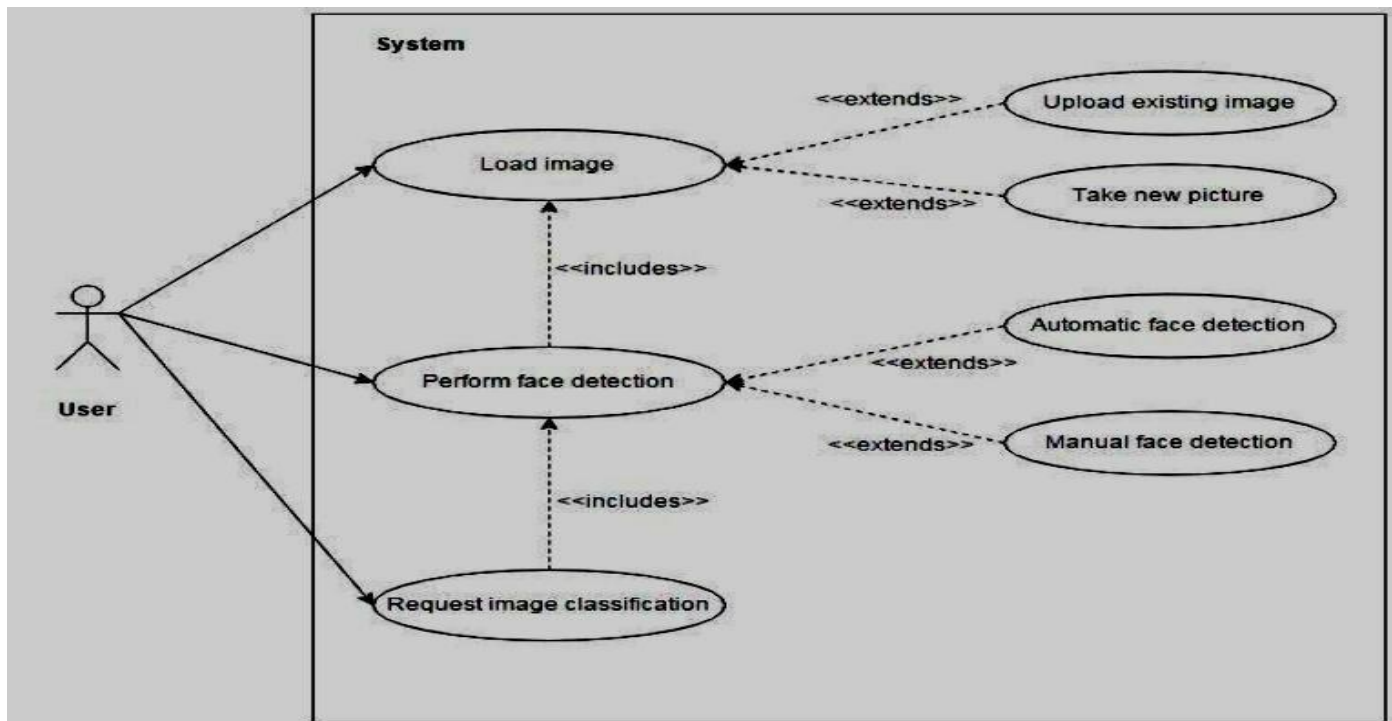 System
<<extends>>
Upload existing image
Load image
Take new picture
<<extends>>
<<includes>>
Automatic face detection
<<extends>>
Perform face detection
User
Manual face detection
<<extends>>
<<includes>>
Request image classification